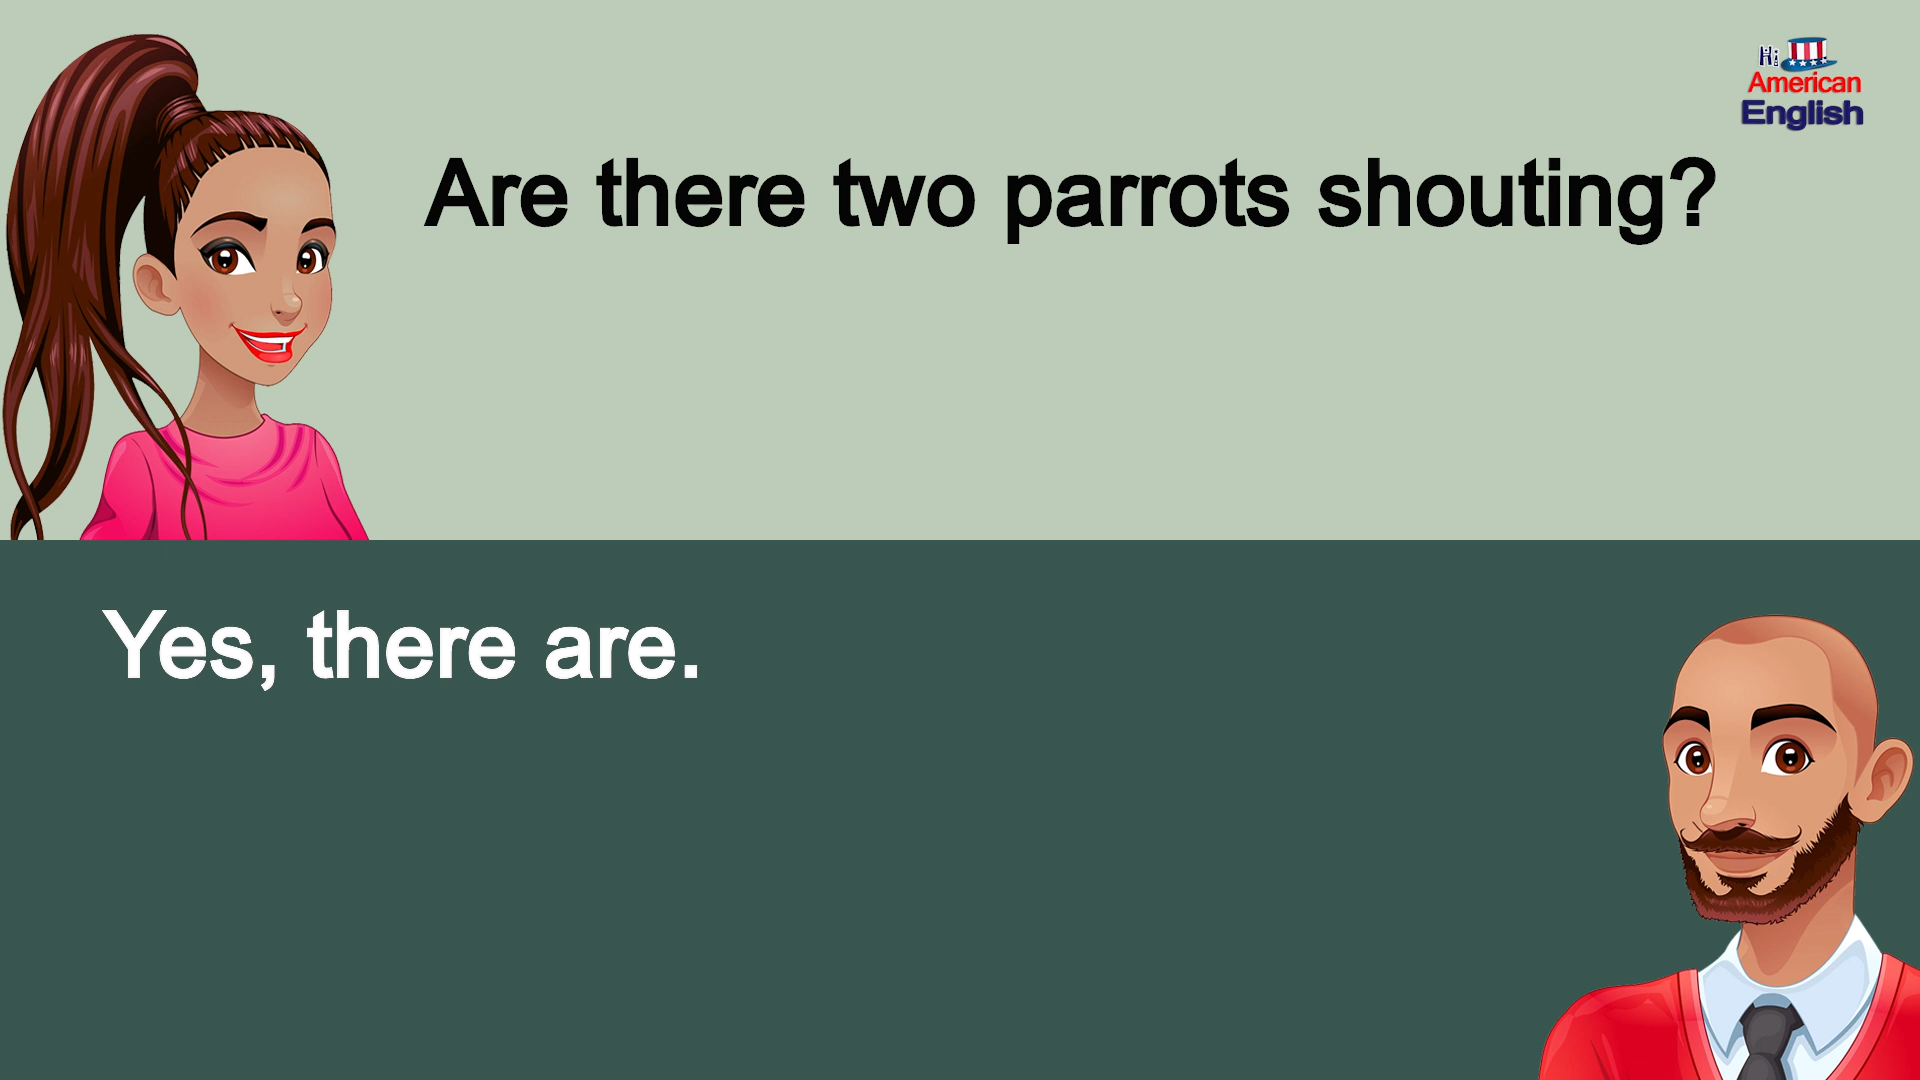 Hi
American
English
Are there two parrots shouting?
Yes, there are.